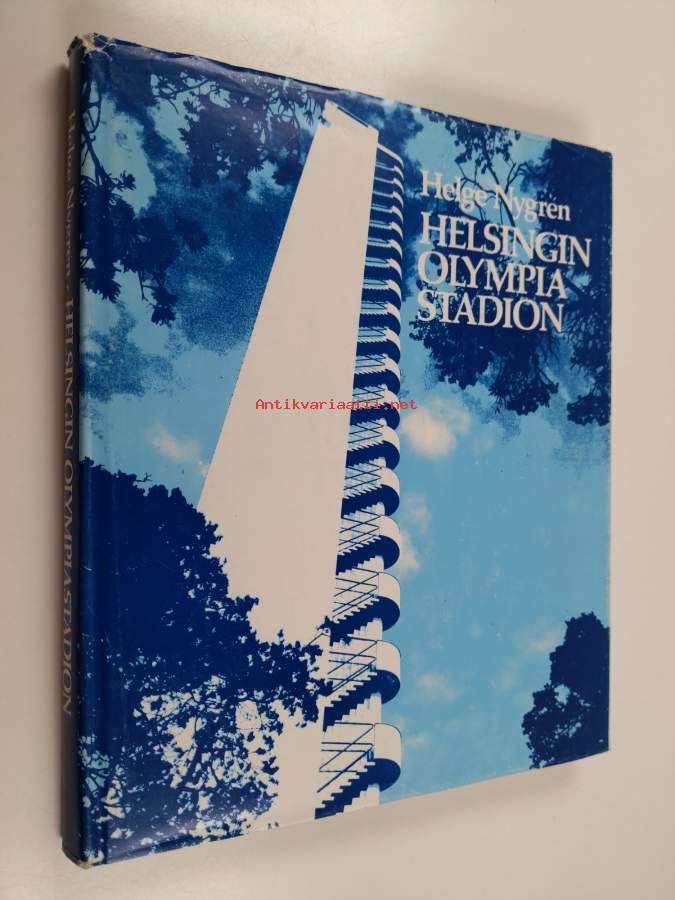 Helge Nygrén
HELSINGIN
OLYMPIA
STADION
Antikvariaatti.net
Helge Nygrén · HELSINGIN OLYMPIASTADION